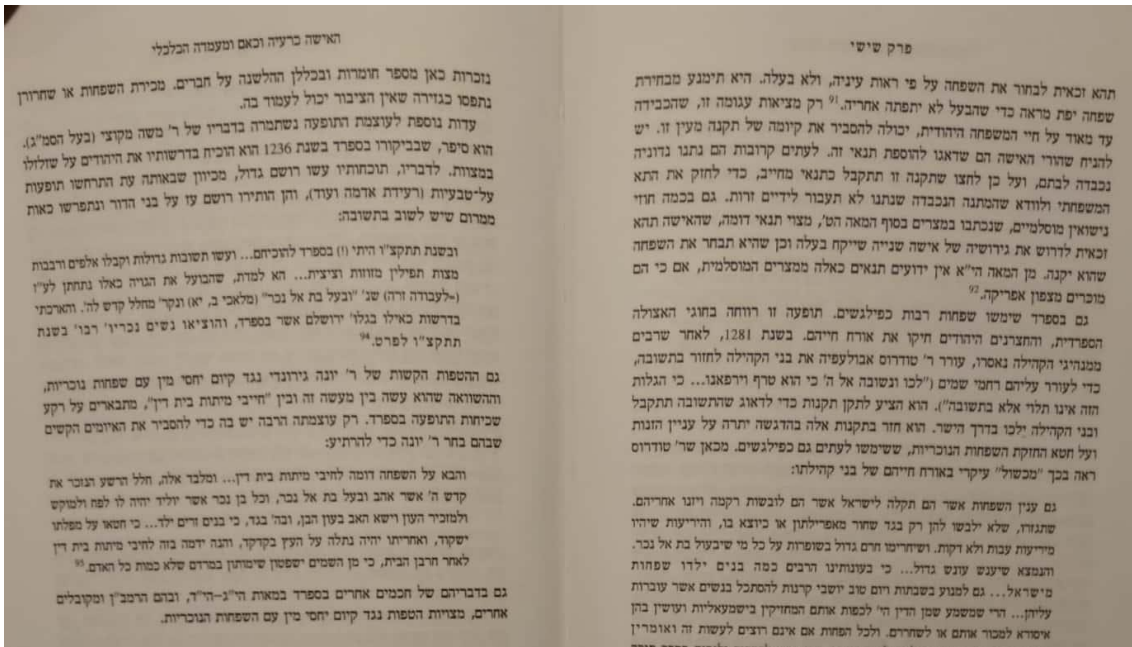 פרק שישי
תהא זכאית לבחור את השפחה על פי ראות עיניה, ולא בעלה. היא תימנע מבחירת
שפחה יפת מראה כדי שהבעל לא יתפתה אחריה.91 רק מציאות עגומה זו, שהכבידה
עד מאוד על חיי המשפחה היהודית, יכולה להסביר את קיומה של תקנה מעין זו. יש
להניח שהורי האישה הם שדאגו להוספת תנאי זה. לעתים קרובות הם נתנו נדוניה
נכבדה לבתם, ועל כן לחצו שתקנה זו תתקבל כתנאי מחייב, כדי לחזק את התא
המשפחתי ולוודא שהמתנה הנכבדה שנתנו לא תעבור לידיים זרות. גם בכמה חוזי
נישואין מוסלמיים, שנכתבו במצרים בסוף המאה הט', מצוי תנאי דומה, שהאישה תהא
זכאית לדרוש את גירושיה של אישה שנייה שייקח בעלה וכן שהיא תבחר את השפחה
שהוא יקנה. מן המאה הי"א אין ידועים תנאים כאלה ממצרים המוסלמית, אם כי הם
מוכרים מצפון אפריקה.92
גם בספרד שימשו שפחות רבות כפילגשים. תופעה זו רווחה בחוגי האצולה
הספרדית, והחצרנים היהודים חיקו את אורח חייהם. בשנת 1281, לאחר שרבים
ממנהיגי הקהילה נאסרו, עורר ר' טודרוס אבולעפיה את בני הקהילה לחזור בתשובה,
כדי לעורר עליהם רחמי שמים ("לכו ונשובה אל ה' כי הוא טרף וירפאנו... כי הגלות
הזה אינו תלוי אלא בתשובה"). הוא הציע לתקן תקנות כדי לדאוג שהתשובה תתקבל
ובני הקהילה ילכו בדרך הישר. הוא חזר בתקנות אלה בהדגשה יתרה על עניין הזנות
ועל חטא החזקת השפחות הנוכריות, ששימשו לעתים גם כפילגשים. מכאן שר' טודרוס
ראה בכך "מכשול" עיקרי באורח חייהם של בני קהילתו:
גם ענין השפחות אשר הם תקלה לישראל אשר הם לובשות רקמה ויזנו אחריהם.
שתגזרו, שלא ילבשו להן רק בגד שחור מאפרילתון או כיוצא בו, והיריעות שיהיו
מיריעות עבות ולא דקות. ושיחרימו חרם גדול בשופרות על כל מי שיבעול בת אל נכר.
והנמצא שיענש עונש גדול... כי בעונותינו הרבים כמה בנים ילדו שפחות
מישראל... גם למנוע בשבתות ויום טוב יושבי קרנות להסתכל בנשים אשר עוברות
עליהן... הרי שמשמע שמן הדין הי' לכפות אותם המחזיקין בישמעאליות ועושין בהן
איסורא למכור אותם או לשחררם. ולכל הפחות אם אינם רוצים לעשות זה ואומרין
האישה כרעיה וכאם ומעמדה הכלכלי
נזכרות כאן מספר חומרות ובכללן ההלשנה על חברים. מכירת השפחות או שחרורן
נתפסו כגזירה שאין הציבור יכול לעמוד בה.
עדות נוספת לעוצמת התופעה נשתמרה בדבריו של ר' משה מקוצי (בעל הסמ"ג).
הוא סיפר, שבביקורו בספרד בשנת 1236 הוא הוכיח בדרשותיו את היהודים על שזלזלו
במצוות. לדבריו, תוכחותיו עשו רושם גדול, מכיוון שבאותה עת התרחשו תופעות
על־טבעיות (רעידת אדמה ועוד), והן הותירו רושם עז על בני הדור ונתפרשו כאות
ממרום שיש לשוב בתשובה:
ובשנת תתקצ"ו היתי (!) בספרד להוכיחם... ועשו תשובות גדולות וקבלו אלפים ורבבות
מצות תפילין מזוזות וציצית... הא למדת, שהבועל את הגויה כאלו נתחתן לע"ז
(=לעבודה זרה) שנ' "ובעל בת אל נכר" (מלאכי ב, יא) ונקר' מחלל קדש לה'. והארכתי
בדרשות כאילו בגלו' ירושלם אשר בספרד, והוציאו נשים נכריו' רבו' בשנת
תתקצ"ו לפרט.94
גם ההטפות הקשות של ר' יונה גירונדי נגד קיום יחסי מין עם שפחות נוכריות,
וההשוואה שהוא עשה בין מעשה זה ובין "חייבי מיתות בית דין", מתבארים על רקע
שכיחות התופעה בספרד. רק עוצמתה הרבה יש בה כדי להסביר את האיומים הקשים
שבהם בחר ר' יונה כדי להרתיע:
והבא על השפחה דומה לחיבי מיתות בית דין... ומלבד אלה, חלל הרשע הנזכר את
קדש ה' אשר אהב ובעל בת אל נכר, וכל בן נכר אשר יוליד יהיה לו לפח ולמוקש
ולמזכיר העון וישא האב בעון הבן, ובה' בגד, כי בנים זרים ילד... כי חטאו על מפלתו
ישקוד, ואחריתו יהיה נתלה על העץ בקדקד, והנה ידמה בזה לחיבי מיתות בית דין
לאחר חרבן הבית, כי מן השמים ישפטון שימותון במרדם שלא כמות כל האדם.95
גם בדבריהם של חכמים אחרים בספרד במאות הי"ג–הי"ד, ובהם הרמב"ן ומקובלים
אחרים, מצויות הטפות נגד קיום יחסי מין עם השפחות הנוכריות.